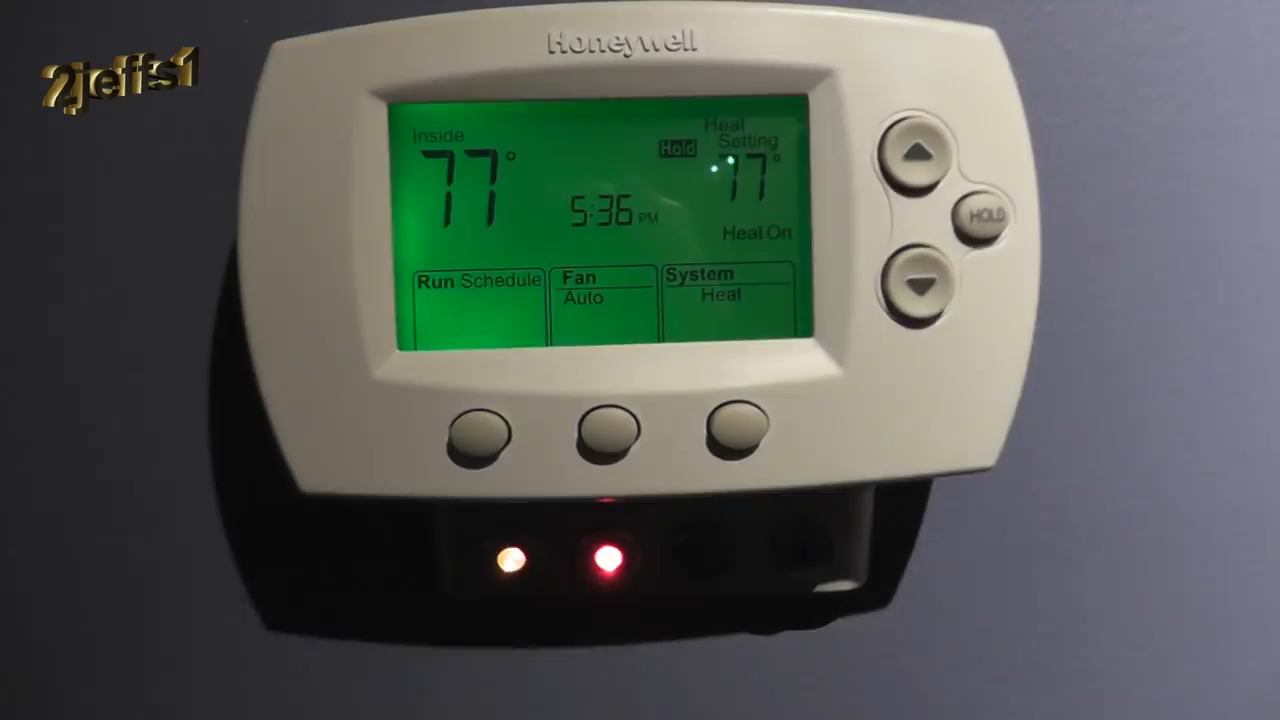 2jeffs1
Honeywell
Inside
77°
Hold
Heat
Setting
77°
5:36 PM
Heat On
Run Schedule
Fan
Auto
System
Heat
HOLD